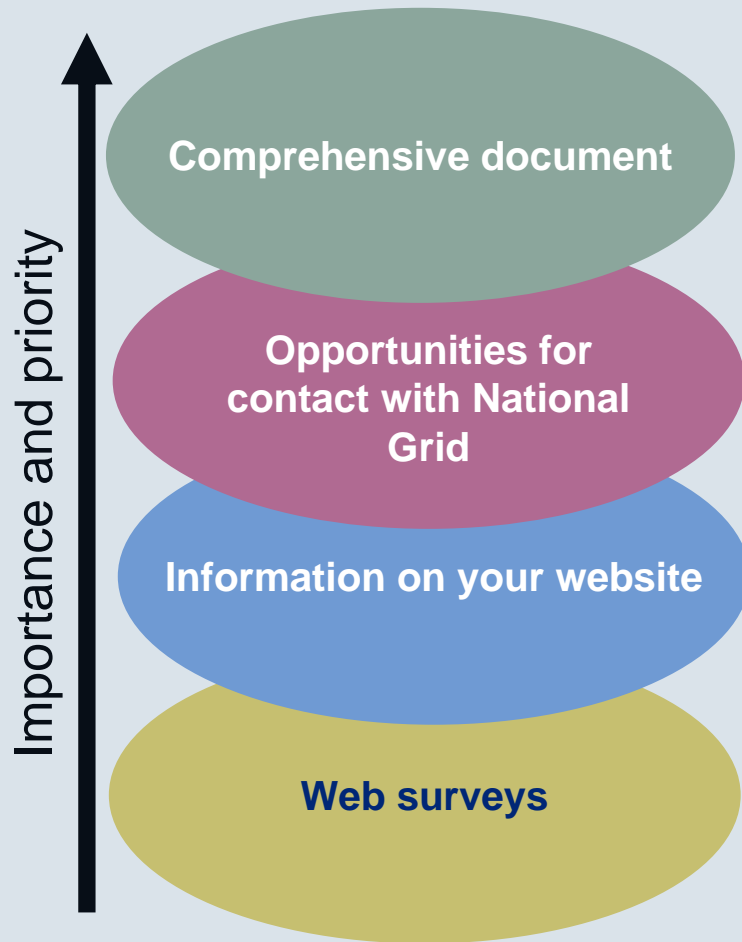 Importance and priority
Comprehensive document
Opportunities for
contact with National
Grid
Information on your website
Web surveys